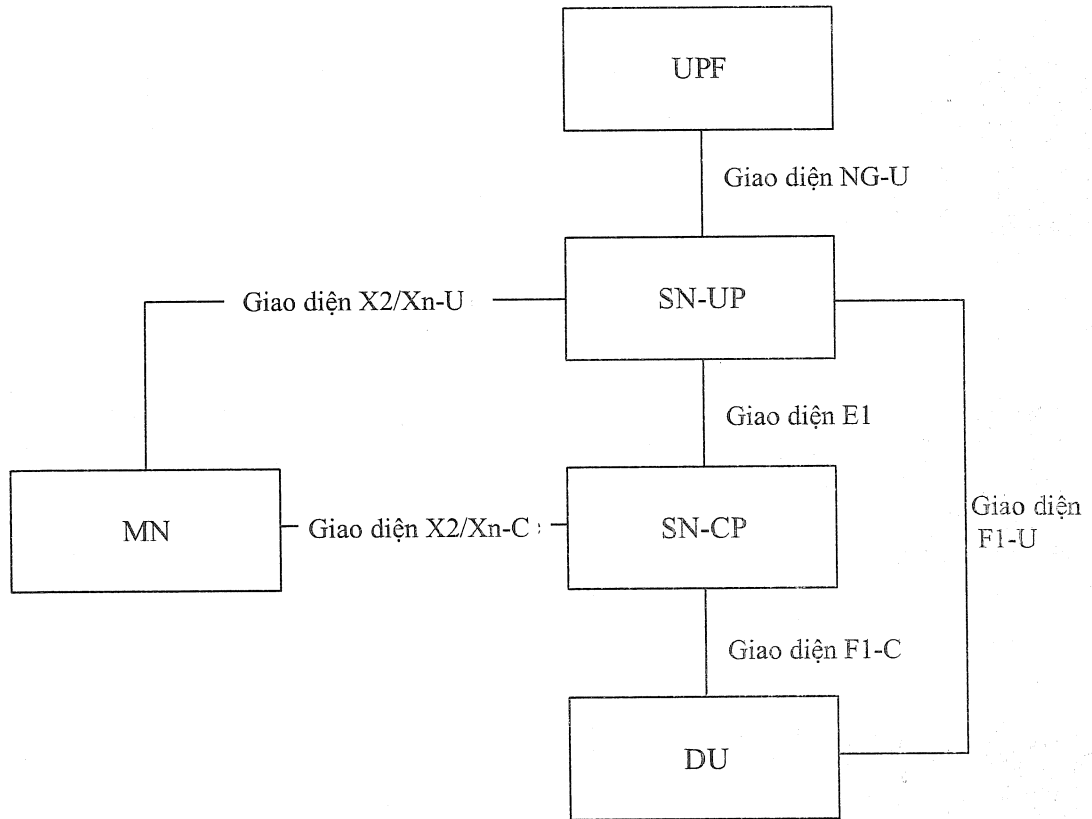 UPF
Giao diện NG-U
Giao diện X2/Xn-U
SN-UP
Giao diện E1
MN
Giao diện X2/Xn-C
SN-CP
Giao diện
F1-U
Giao diện F1-C
DU